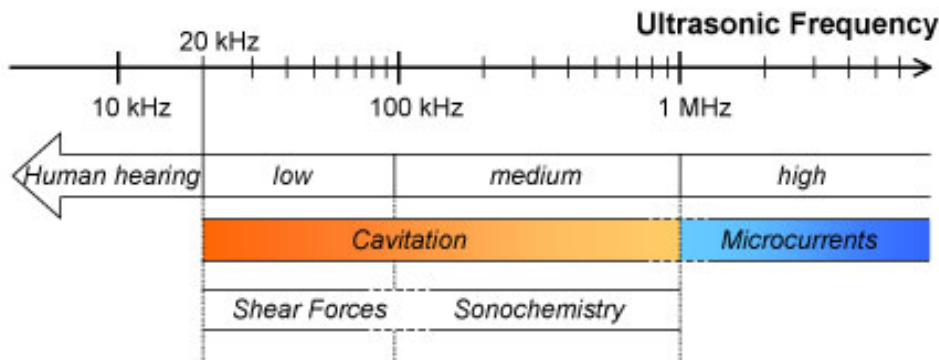 Ultrasonic Frequency
20 kHz
10 kHz 100 kHz 1 MHz
Human hearing low medium high
Cavitation Microcurrents
Shear Forces Sonochemistry